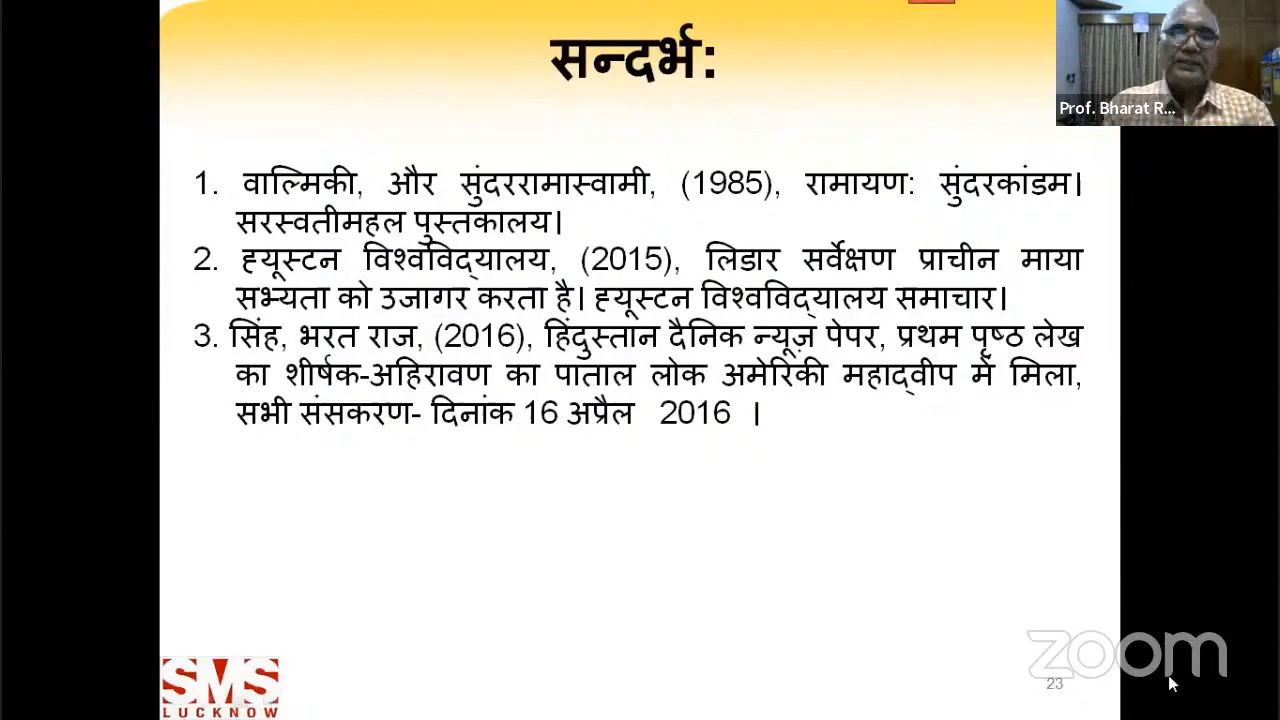 सन्दर्भ:
Prof. Bharat R...
1. वाल्मिकी, और सुंदररामास्वामी, (1985), रामायण: सुंदरकांडम।
सरस्वतीमहल पुस्तकालय।
2. ह्यूस्टन विश्वविद्यालय, (2015), लिडार सर्वेक्षण प्राचीन माया
सभ्यता को उजागर करता है। ह्यूस्टन विश्वविद्यालय समाचार।
3. सिंह, भरत राज, (2016), हिंदुस्तान दैनिक न्यूज़ पेपर, प्रथम पृष्ठ लेख
का शीर्षक-अहिरावण का पाताल लोक अमेरिकी महाद्वीप में मिला,
सभी संसकरण- दिनांक 16 अप्रैल 2016 ।
zoom
23
SMS
LUCKNOW